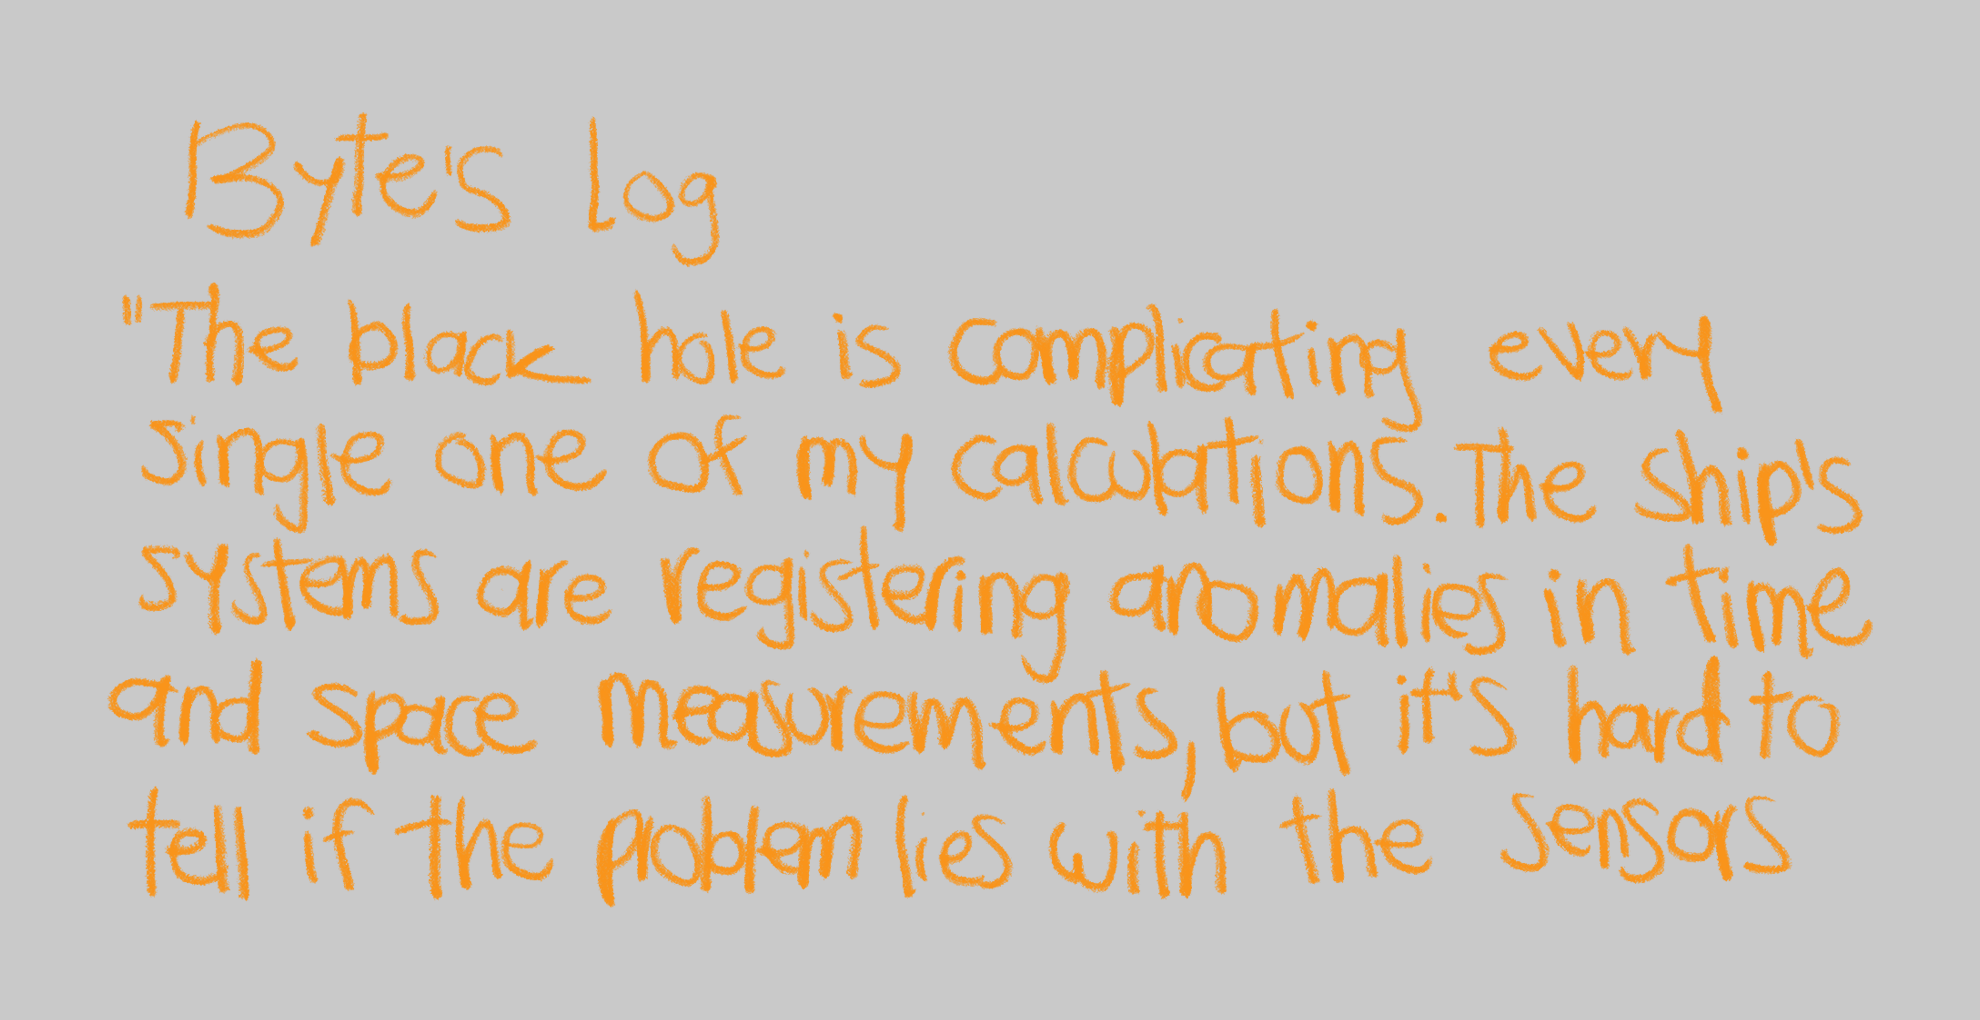 Byte's log
"The black hole is complicating every
single one of my calculations. The ship's
systems are registering anomalies in time
and space measurements, but it's hard to
tell if the problem lies with the sensors